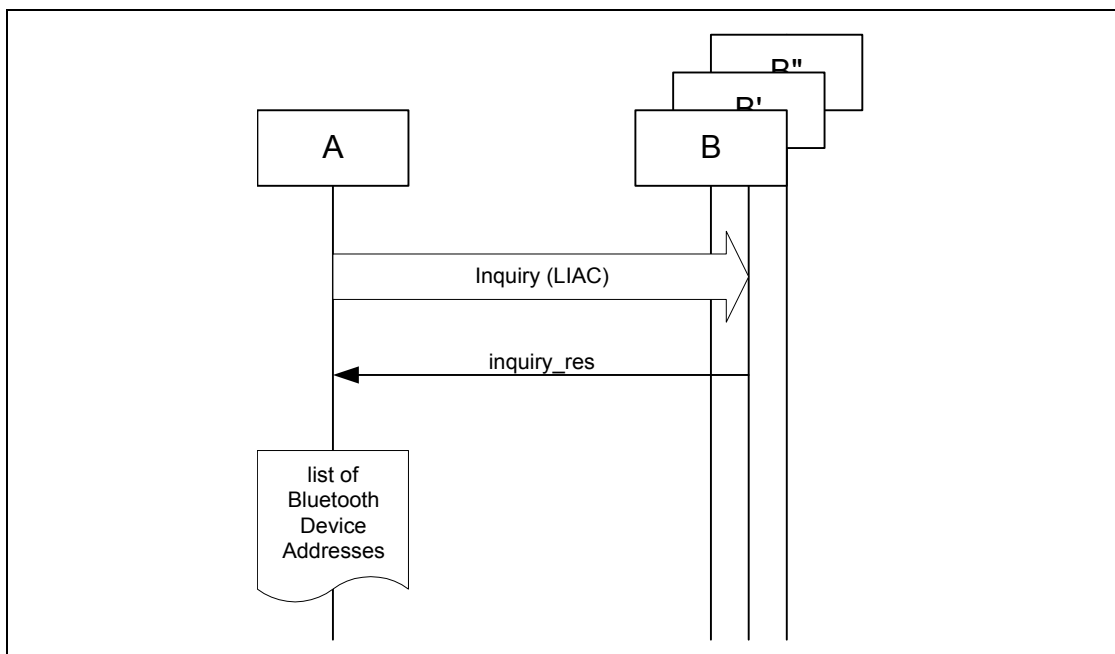 B"
B'
A
B
Inquiry (LIAC)
inquiry_res
list of
Bluetooth
Device
Addresses